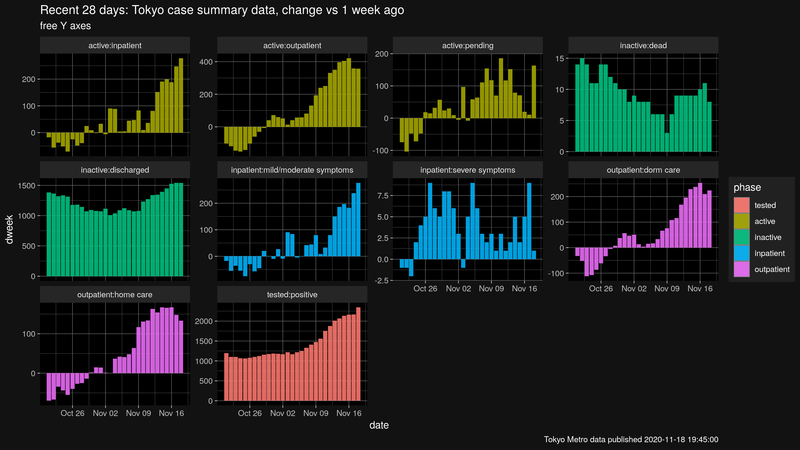 Recent 28 days: Tokyo case summary data, change vs 1 week ago
free Y axes
active:inpatient
active:outpatient
active:pending
inactive:dead
200
100
0
400
300
200
100
0
200
100
0
-100
15
10
5
0
inactive:discharged
inpatient:mild/moderate symptoms
inpatient:severe symptoms
outpatient:dorm care
1500
1000
500
0
200
100
0
7.5
5.0
2.5
0.0
-2.5
200
100
0
-100
Oct 26 Nov 02 Nov 09 Nov 16
Oct 26 Nov 02 Nov 09 Nov 16
outpatient:home care
tested:positive
100
0
2000
1500
1000
500
0
Oct 26 Nov 02 Nov 09 Nov 16
Oct 26 Nov 02 Nov 09 Nov 16
dweek
date
phase
tested
active
inactive
inpatient
outpatient
Tokyo Metro data published 2020-11-18 19:45:00